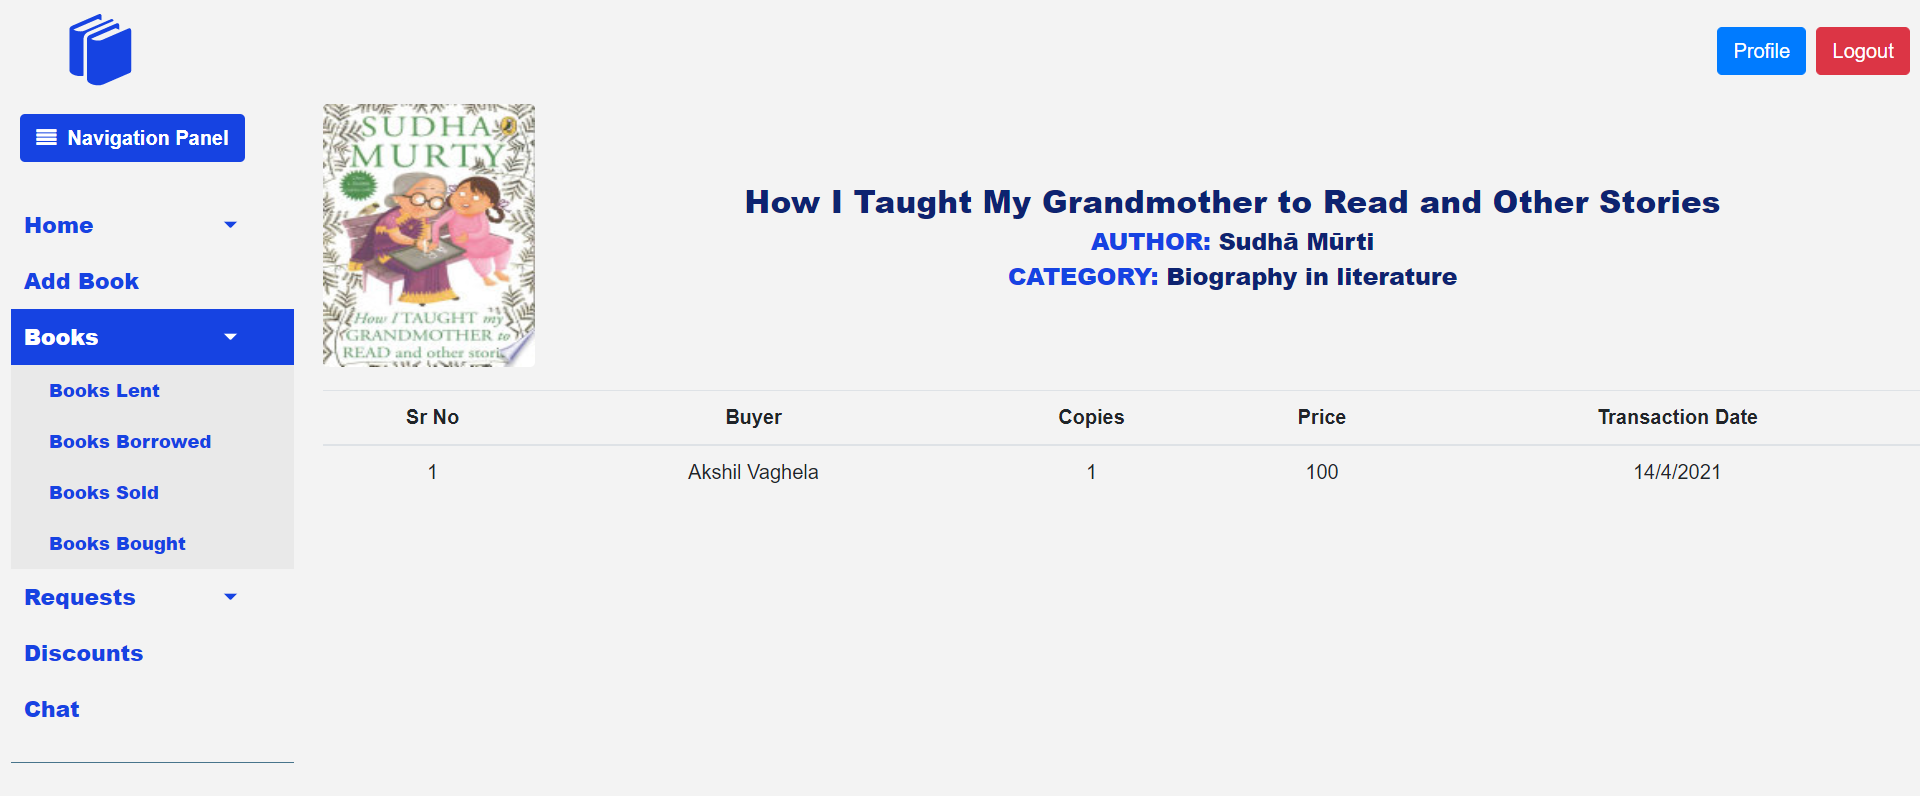 Profile Logout
Navigation Panel
Home
Add Book
Books
Books Lent
Books Borrowed
Books Sold
Books Bought
Requests
Discounts
Chat
SUDHA
MURTY
How I TAUGHT my
GRANDMOTHER to
READ and other stori
How I Taught My Grandmother to Read and Other Stories
AUTHOR: Sudhā Mūrti
CATEGORY: Biography in literature
Sr No Buyer Copies Price Transaction Date
1 Akshil Vaghela 1 100 14/4/2021